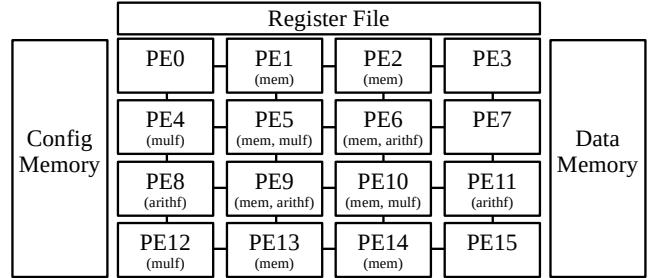 Register File
PE0 PE1 PE2 PE3
(mem) (mem)
PE4 PE5 PE6 PE7
(mulf) (mem, mulf) (mem, arithf)
Config
Memory
Data
Memory
PE8 PE9 PE10 PE11
(arithf) (mem, arithf) (mem, mulf) (arithf)
PE12 PE13 PE14 PE15
(mulf) (mem) (mem)